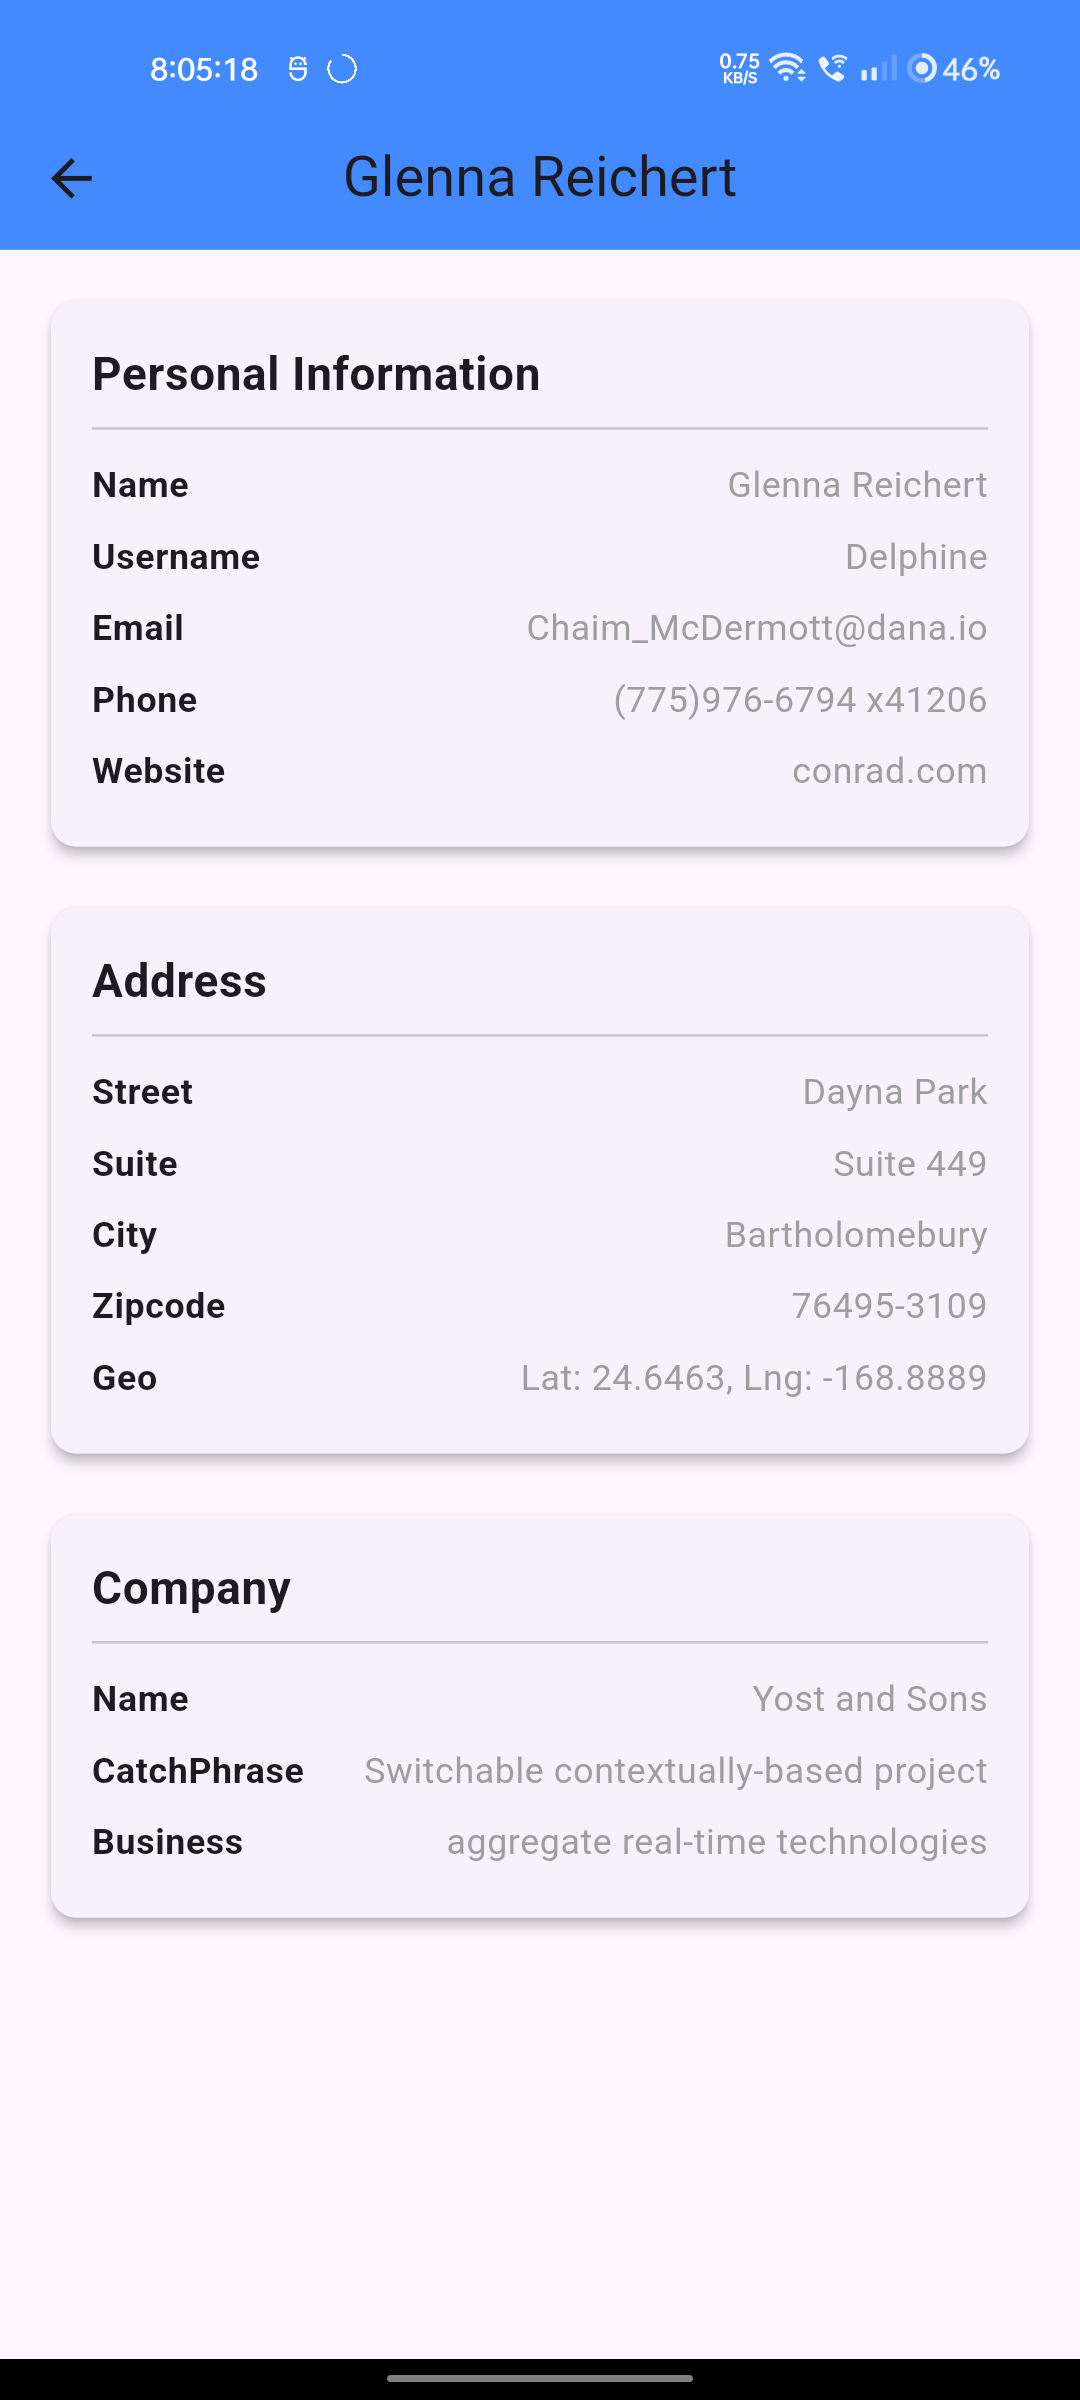 8:05:18 0.75 KB/S 46%
Glenna Reichert
Personal Information
Name Glenna Reichert
Username Delphine
Email Chaim_McDermott@dana.io
Phone (775)976-6794 x41206
Website conrad.com
Address
Street Dayna Park
Suite Suite 449
City Bartholomebury
Zipcode 76495-3109
Geo Lat: 24.6463, Lng: -168.8889
Company
Name Yost and Sons
CatchPhrase Switchable contextually-based project
Business aggregate real-time technologies